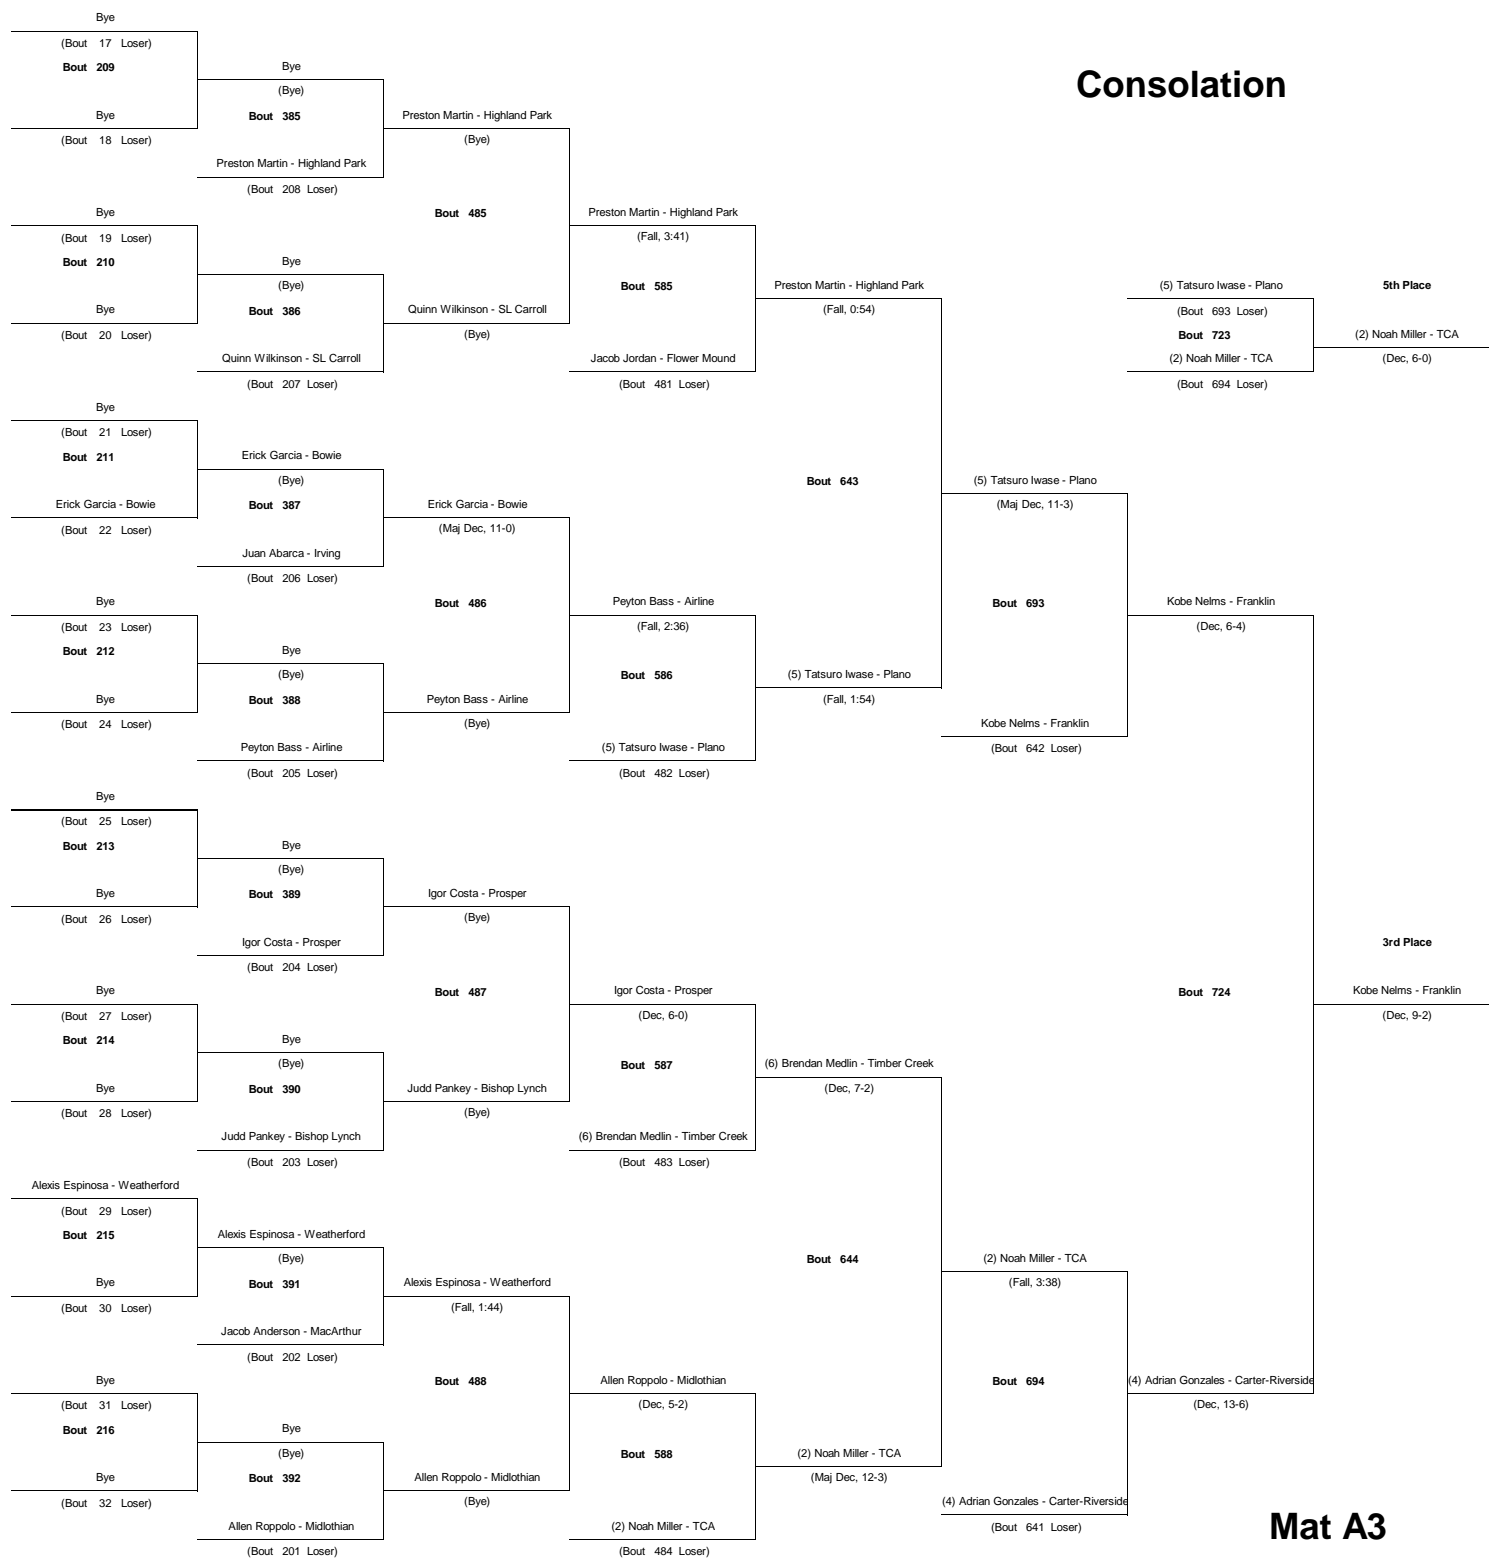 Bye
(Bout 17 Loser)
Bout 209
Bye
(Bye)
Consolation
Bye
Bout 385
Preston Martin - Highland Park
(Bout 18 Loser)
(Bye)
Preston Martin - Highland Park
(Bout 208 Loser)
Bye
Bout 485
Preston Martin - Highland Park
(Bout 19 Loser)
(Fall, 3:41)
Bout 210
Bye
(Bye)
Bout 585
Preston Martin - Highland Park
(5) Tatsuro Iwase - Plano
5th Place
Bye
Bout 386
Quinn Wilkinson - SL Carroll
(Fall, 0:54)
(Bout 693 Loser)
(Bout 20 Loser)
(Bye)
Bout 723
(2) Noah Miller - TCA
Quinn Wilkinson - SL Carroll
Jacob Jordan - Flower Mound
(2) Noah Miller - TCA
(Dec, 6-0)
(Bout 207 Loser)
(Bout 481 Loser)
(Bout 694 Loser)
Bye
(Bout 21 Loser)
Bout 211
Erick Garcia - Bowie
(Bye)
Bout 643
(5) Tatsuro Iwase - Plano
Erick Garcia - Bowie
Bout 387
Erick Garcia - Bowie
(Maj Dec, 11-3)
(Bout 22 Loser)
(Maj Dec, 11-0)
Juan Abarca - Irving
(Bout 206 Loser)
Bye
Bout 486
Peyton Bass - Airline
Bout 693
Kobe Nelms - Franklin
(Bout 23 Loser)
(Fall, 2:36)
(Dec, 6-4)
Bout 212
Bye
(Bye)
Bout 586
(5) Tatsuro Iwase - Plano
Bye
Bout 388
Peyton Bass - Airline
(Fall, 1:54)
(Bout 24 Loser)
(Bye)
Kobe Nelms - Franklin
Peyton Bass - Airline
(5) Tatsuro Iwase - Plano
(Bout 642 Loser)
(Bout 205 Loser)
(Bout 482 Loser)
Bye
(Bout 25 Loser)
Bout 213
Bye
(Bye)
Bye
Bout 389
Igor Costa - Prosper
(Bout 26 Loser)
(Bye)
Igor Costa - Prosper
3rd Place
(Bout 204 Loser)
Bye
Bout 487
Igor Costa - Prosper
Bout 724
Kobe Nelms - Franklin
(Bout 27 Loser)
(Dec, 6-0)
(Dec, 9-2)
Bout 214
Bye
(Bye)
Bout 587
(6) Brendan Medlin - Timber Creek
Bye
Bout 390
Judd Pankey - Bishop Lynch
(Dec, 7-2)
(Bout 28 Loser)
(Bye)
Judd Pankey - Bishop Lynch
(6) Brendan Medlin - Timber Creek
(Bout 203 Loser)
(Bout 483 Loser)
Alexis Espinosa - Weatherford
(Bout 29 Loser)
Bout 215
Alexis Espinosa - Weatherford
(Bye)
Bout 644
(2) Noah Miller - TCA
Bye
Bout 391
Alexis Espinosa - Weatherford
(Fall, 3:38)
(Bout 30 Loser)
(Fall, 1:44)
Jacob Anderson - MacArthur
(Bout 202 Loser)
Bye
Bout 488
Allen Roppolo - Midlothian
Bout 694
(4) Adrian Gonzales - Carter-Riverside
(Bout 31 Loser)
(Dec, 5-2)
(Dec, 13-6)
Bout 216
Bye
(Bye)
Bout 588
(2) Noah Miller - TCA
Bye
Bout 392
Allen Roppolo - Midlothian
(Maj Dec, 12-3)
(Bout 32 Loser)
(Bye)
(4) Adrian Gonzales - Carter-Riverside
Allen Roppolo - Midlothian
(2) Noah Miller - TCA
(Bout 641 Loser)
Mat A3
(Bout 201 Loser)
(Bout 484 Loser)